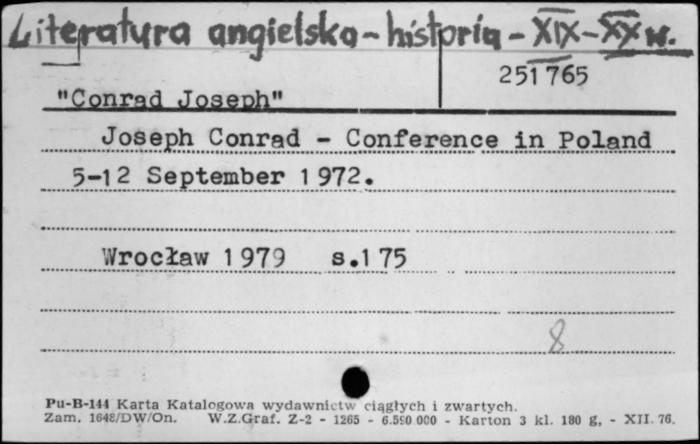 Literatura angielska - historia - XIX - XX w.
251765
"Conrad Joseph"
Joseph Conrad - Conference in Poland
5-12 September 1972.
Wrocław 1979 s.175
8
Pu-B-144 Karta Katalogowa wydawnictw ciągłych i zwartych.
Zam. 1648/DW/On. W.Z.Graf. Z-2 - 1265 - 6.550 000 - Karton 3 kl. 180 g, - XII. 76.